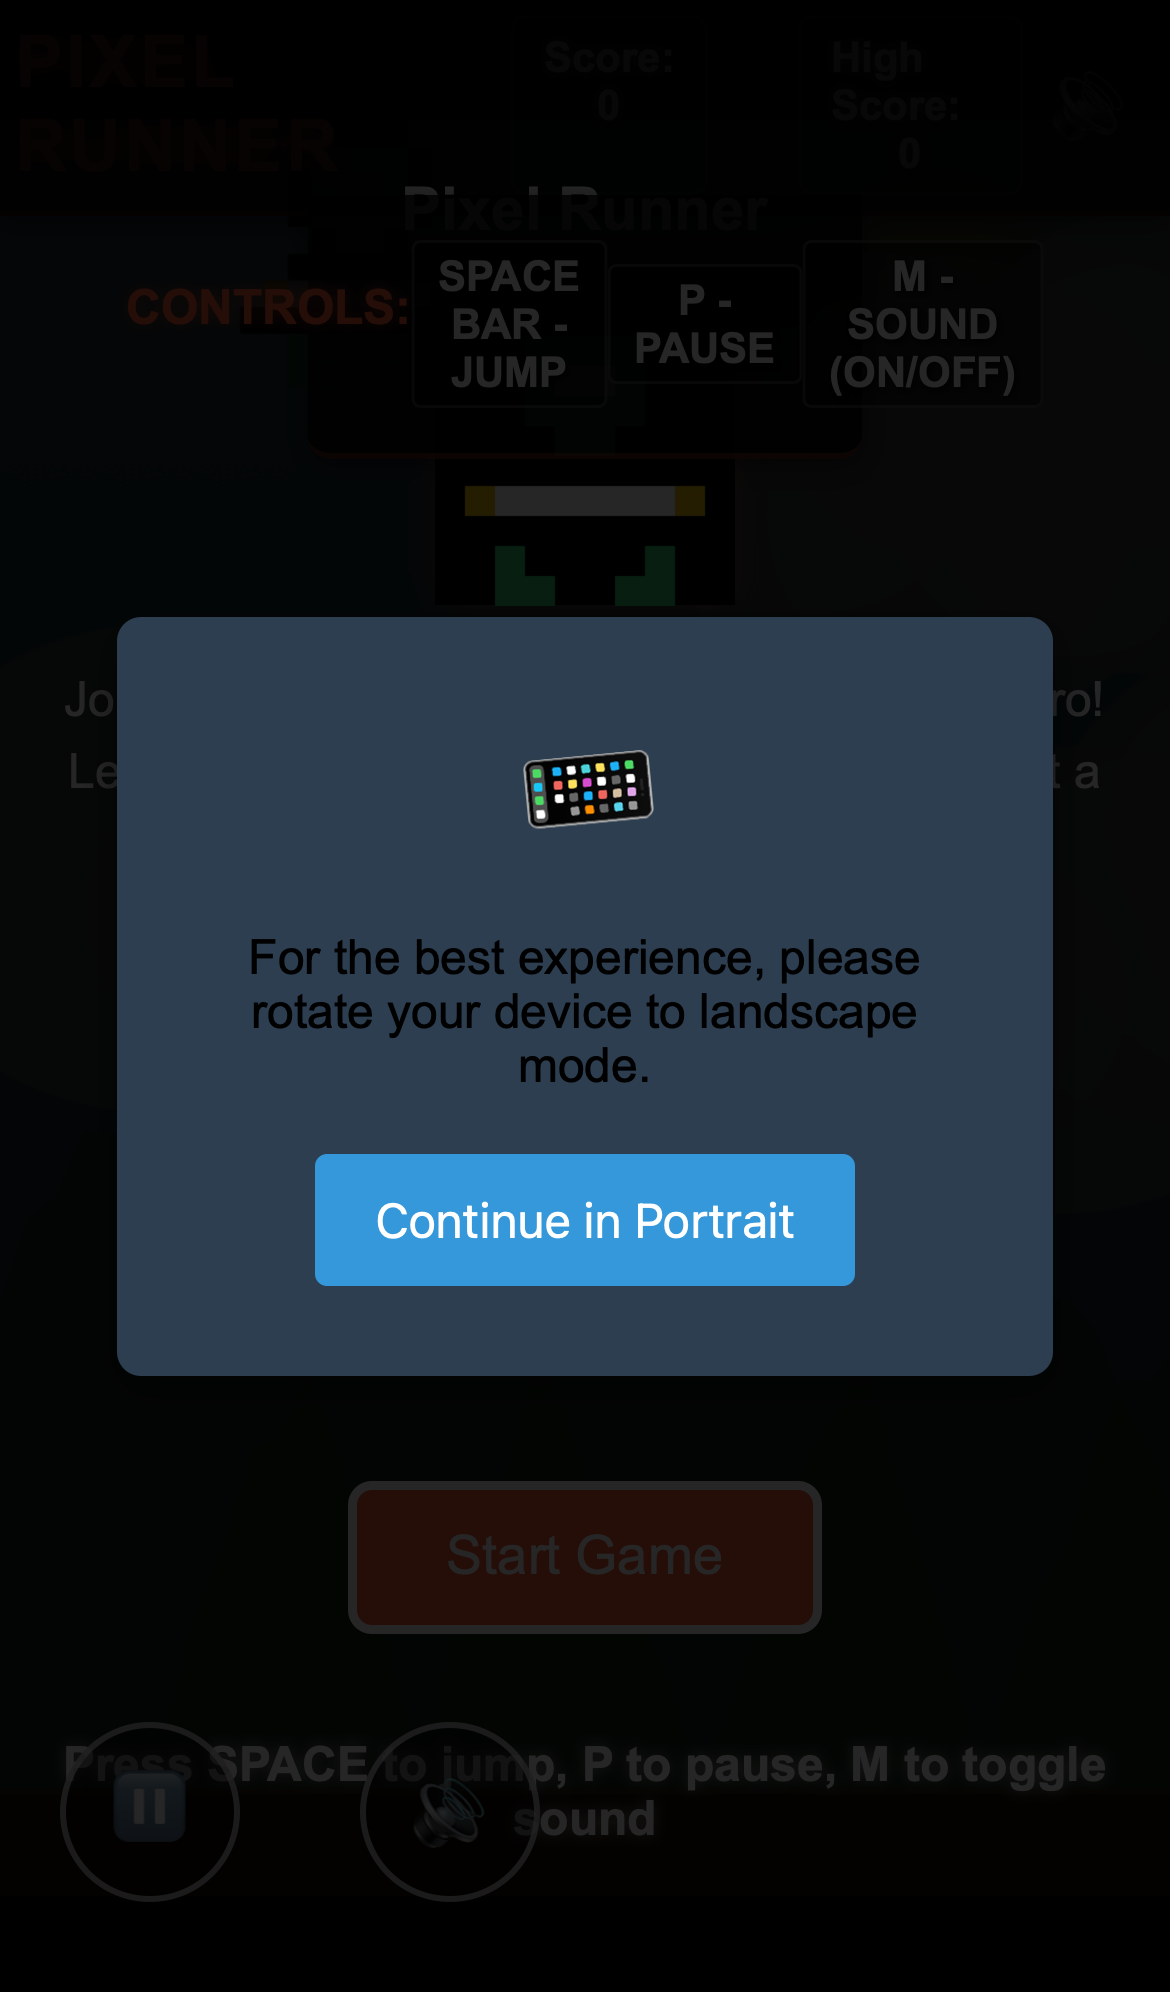 PIXEL
RUNNER
Score:
0
High
Score:
0
Pixel Runner
CONTROLS:
SPACE
BAR -
JUMP
P -
PAUSE
M -
SOUND
(ON/OFF)
Jo
ro!
Le
t a
For the best experience, please
rotate your device to landscape
mode.
Continue in Portrait
Start Game
Press SPACE to jump, P to pause, M to toggle
sound